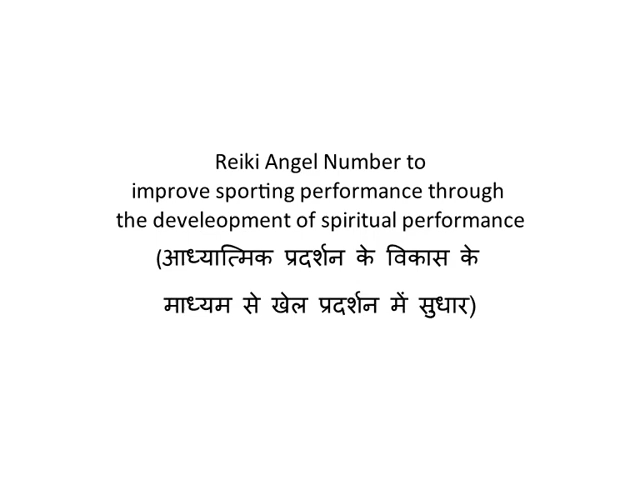 Reiki Angel Number to
improve sporting performance through
the develeopment of spiritual performance
(आध्यात्मिक प्रदर्शन के विकास के
माध्यम से खेल प्रदर्शन में सुधार)